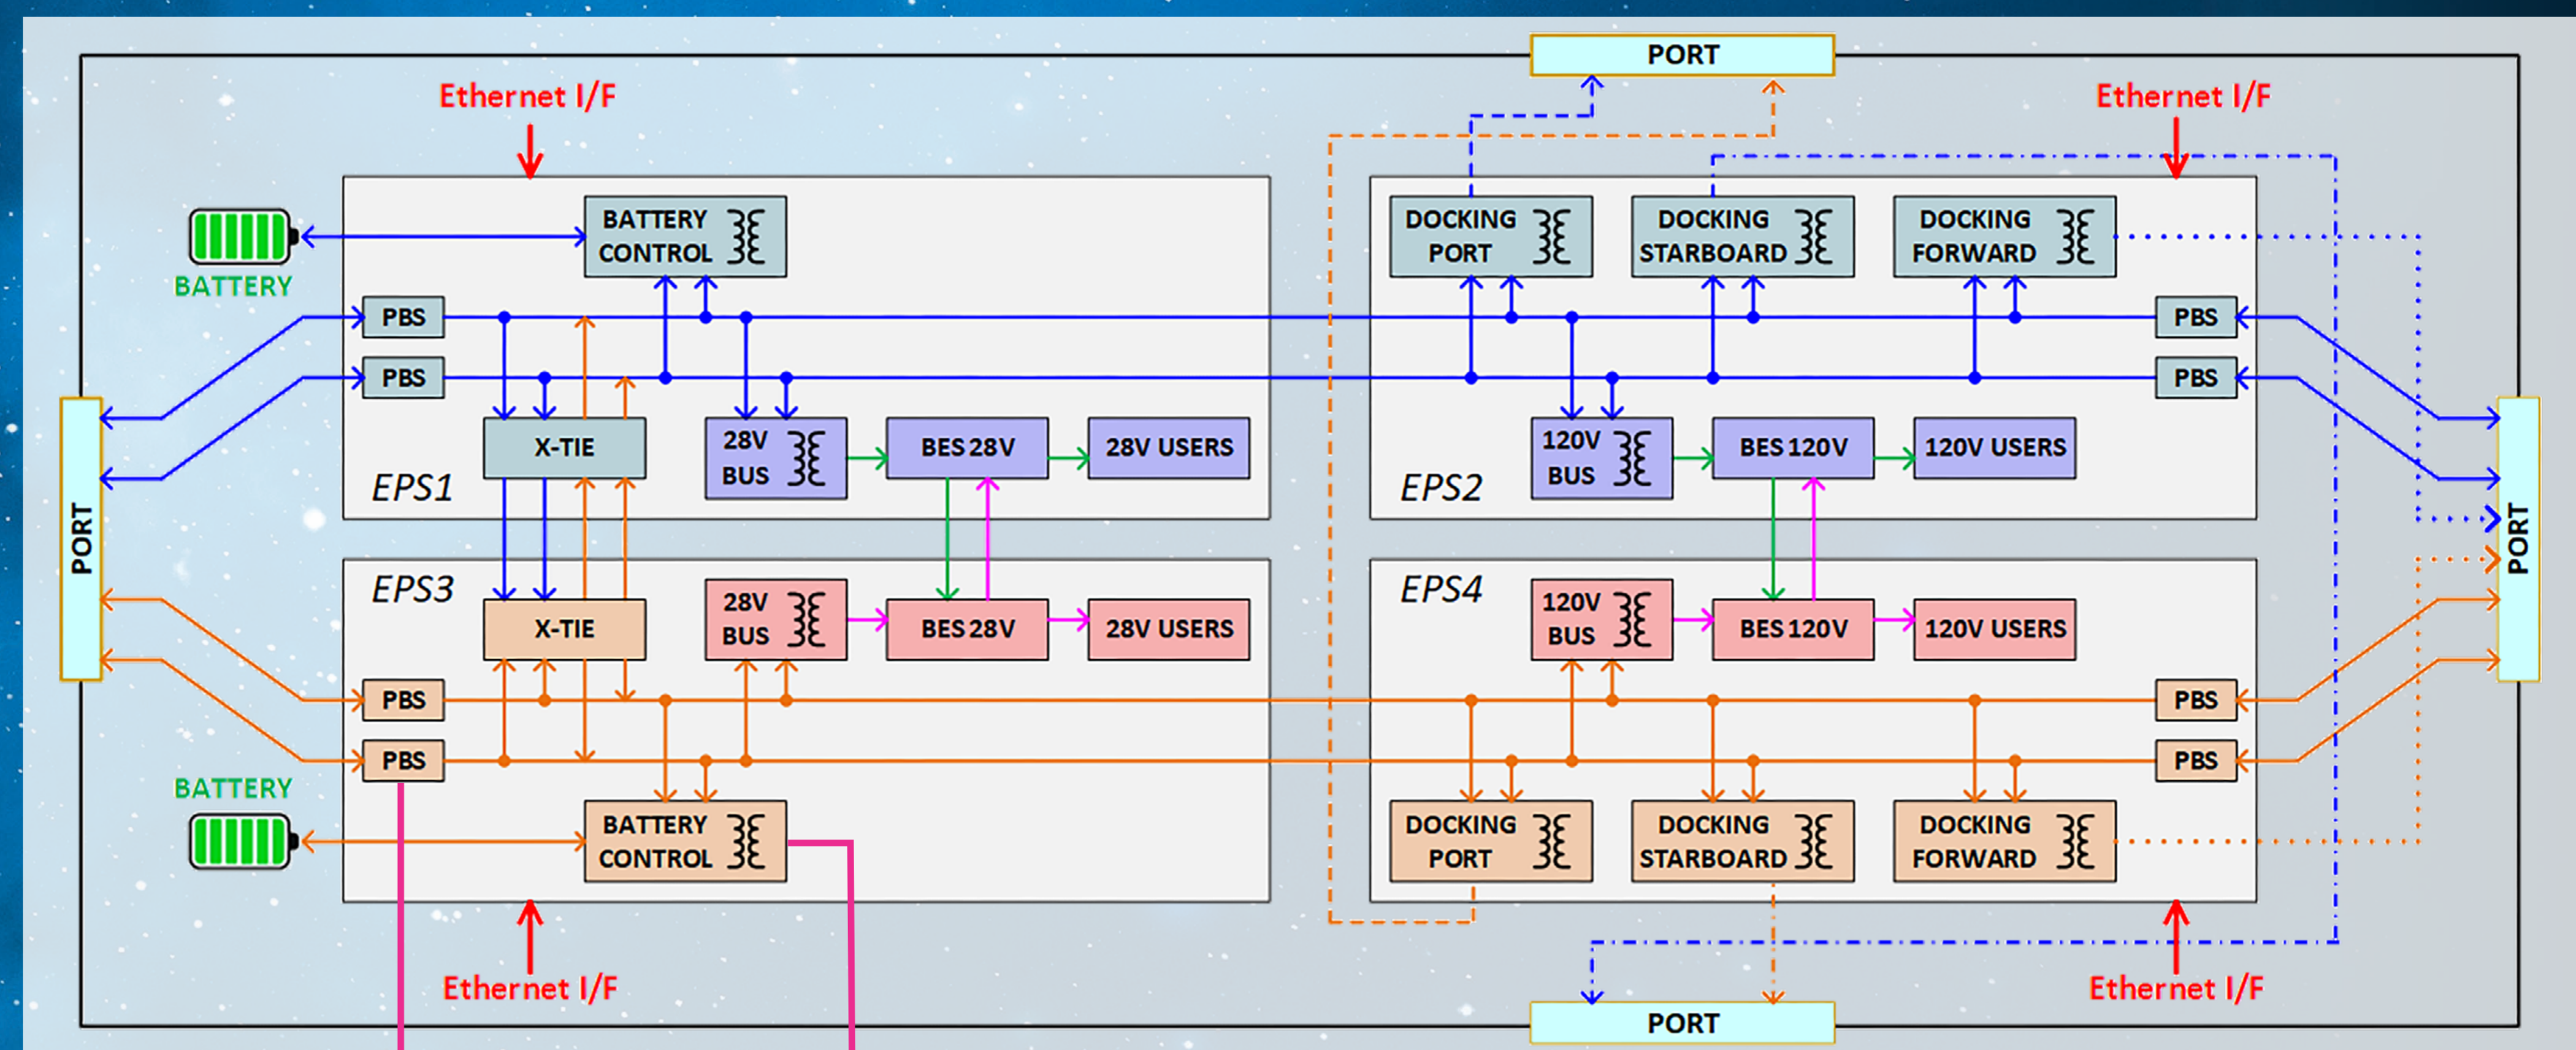 PORT
Ethernet I/F
Ethernet I/F
BATTERY
CONTROL
DOCKING
PORT
DOCKING
STARBOARD
DOCKING
FORWARD
BATTERY
PBS
PBS
PBS
PBS
X-TIE
28V
BUS
BES 28V
28V USERS
120V
BUS
BES 120V
120V USERS
EPS1
EPS2
PORT
PORT
EPS3
EPS4
X-TIE
28V
BUS
BES 28V
28V USERS
120V
BUS
BES 120V
120V USERS
PBS
PBS
PBS
PBS
BATTERY
BATTERY
CONTROL
DOCKING
PORT
DOCKING
STARBOARD
DOCKING
FORWARD
Ethernet I/F
Ethernet I/F
PORT